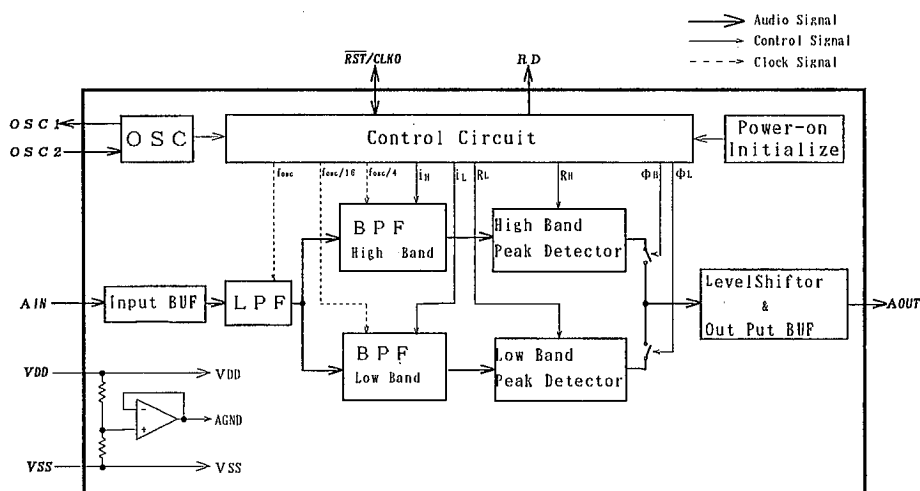 Audio Signal
Control Signal
Clock Signal
RST/CLKO
RD
OSC1
OSC2
OSC
Control Circuit
Power-on
Initialize
fosc
fosc/16
fosc/4
iH
iL
RL
RH
ΦH
ΦL
BPF
High Band
High Band
Peak Detector
AIN
Input BUF
LPF
LevelShiftor
&
Out Put BUF
AOUT
BPF
Low Band
Low Band
Peak Detector
VDD
VDD
-
+
AGND
VSS
VSS